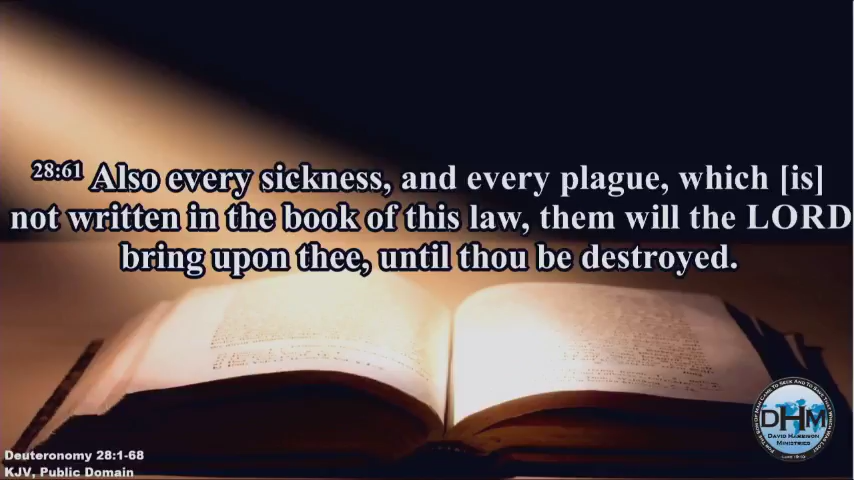 28:61 Also every sickness, and every plague, which [is]
not written in the book of this law, them will the LORD
bring upon thee, until thou be destroyed.
DHM
DAVID HARRISON
MINISTRIES
Deuteronomy 28:1-68
KJV, Public Domain